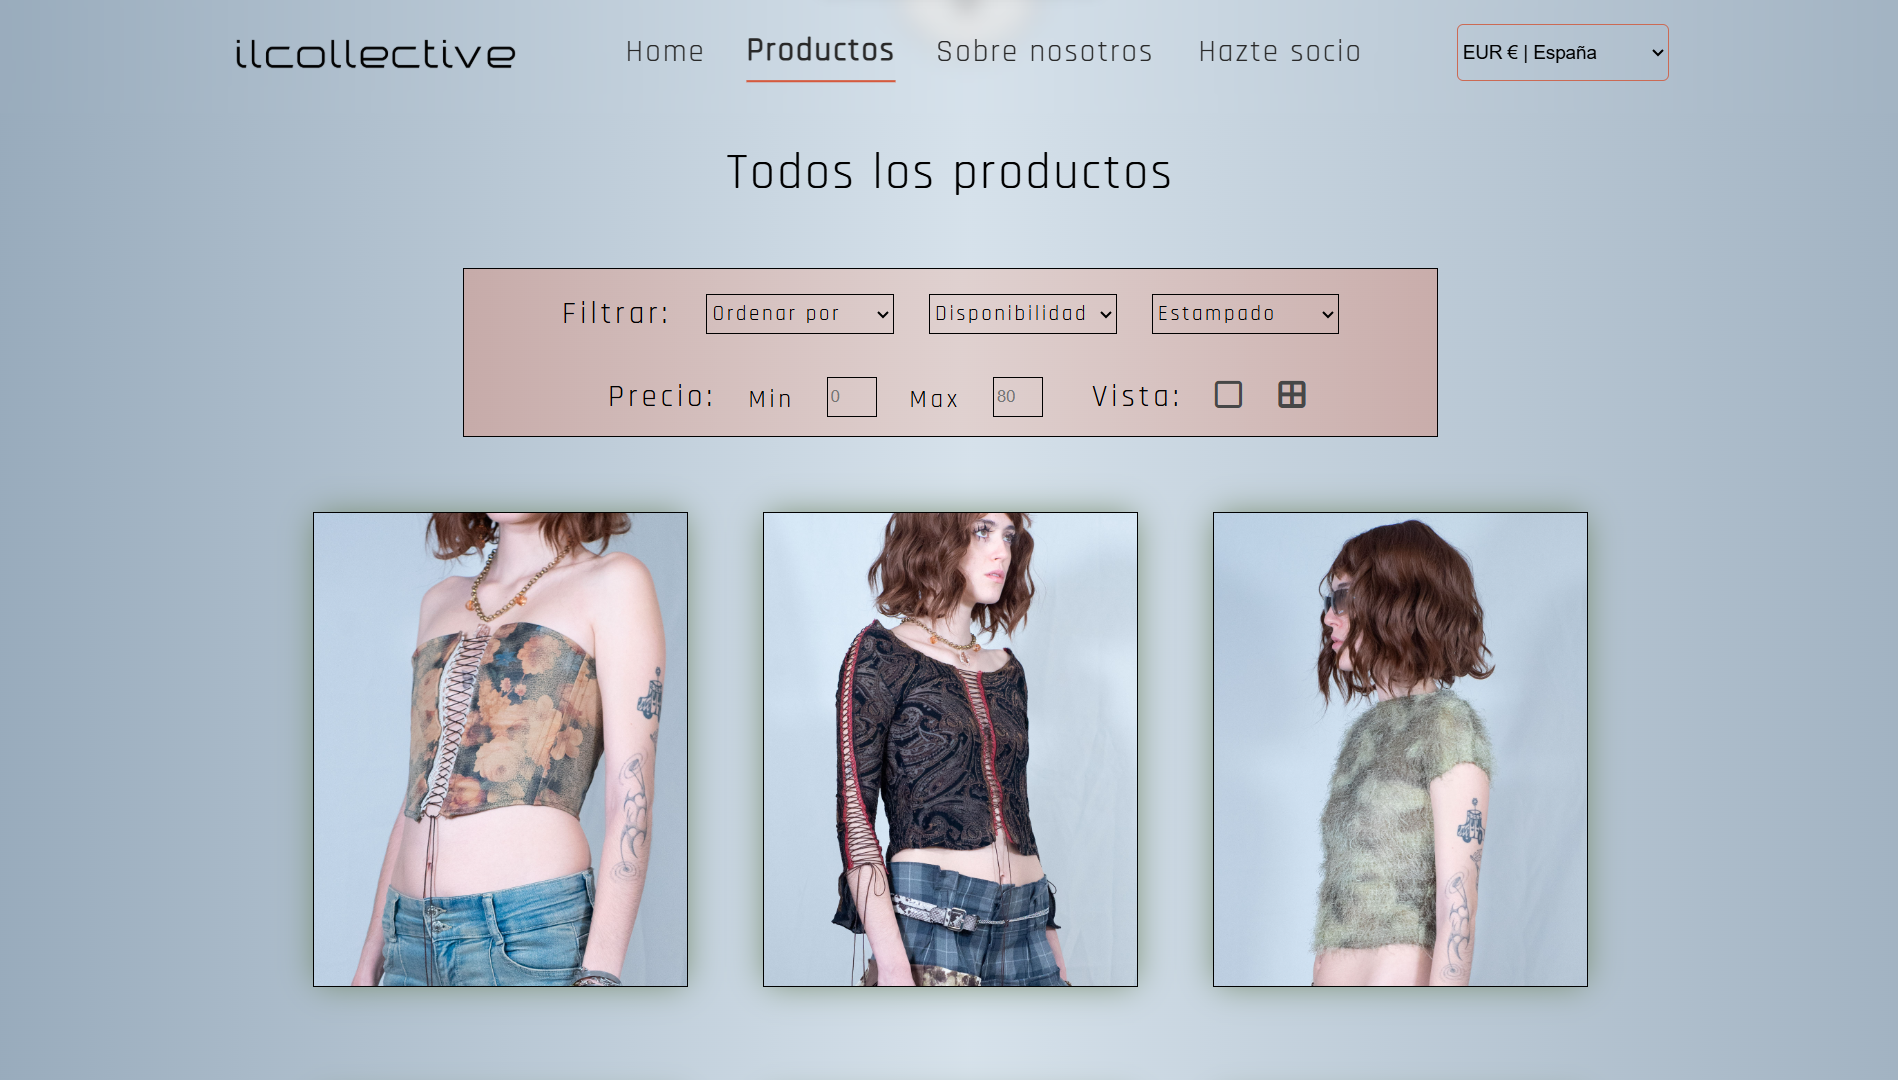 ilcollective
Home
Productos
Sobre nosotros
Hazte socio
EUR € | España
Todos los productos
Filtrar:
Ordenar por
Disponibilidad
Estampado
Precio:
Min
0
Max
80
Vista: